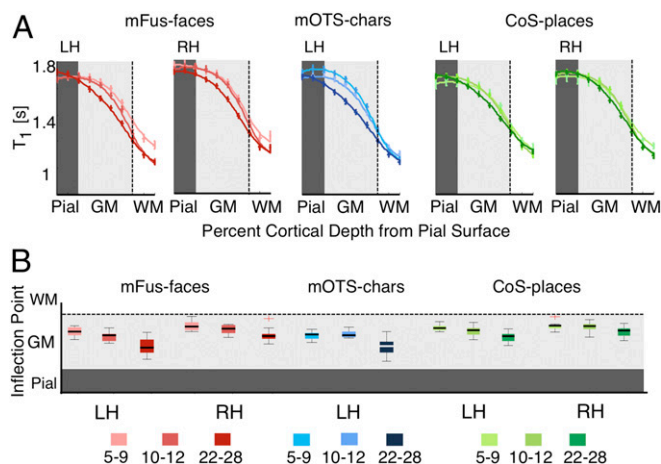 A
mFus-faces mOTS-chars CoS-places
LH RH LH LH RH
T1 [s]
1.8
1.4
1
Pial GM WM Pial GM WM Pial GM WM Pial GM WM Pial GM WM
Percent Cortical Depth from Pial Surface
B
mFus-faces mOTS-chars CoS-places
Inflection Point
WM
GM
Pial
LH RH LH LH RH
5-9 10-12 22-28 5-9 10-12 22-28 5-9 10-12 22-28